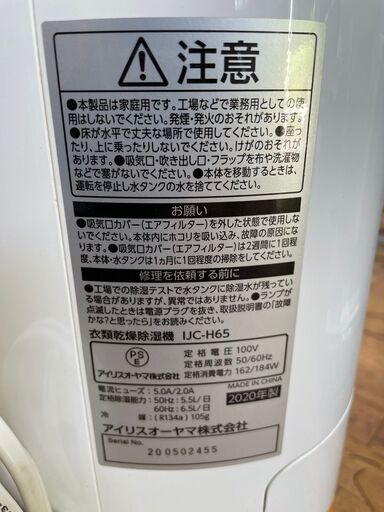 ⚠注意
●本製品は家庭用です。工場などで業務用としての使
用はしないでください。発煙・発火のおそれがあります。
●床が水平で丈夫な場所で使用してください。●座っ
たり、上に乗ったりしないでください。けがのおそれが
あります。●吸気口・吹き出し口・フラップを布や洗濯物
などで塞がないでください。●本体を移動するときは、
運転を停止し水タンクの水を捨ててください。
お願い
●吸気口カバー(エアフィルター)を外した状態で使用しな
いでください。本体内にホコリを吸い込み、故障の原因になり
ます。●吸気口カバー(エアフィルター)は2週間に1回程
度、本体・水タンクは1ヵ月に1回程度の掃除をしてください。
修理を依頼する前に
●工場での除湿テストで水タンクに除湿水が残ってい
る場合がありますが、異常ではありません。●ランプが
点滅したときは電源プラグを抜き、取扱説明書の「故障
かな?と思ったら」をお読みください。
衣類乾燥除湿機 IJC-H65
PS
E
アイリスオーヤマ株式会社
定格電圧:100V
定格周波数:50/60Hz
定格消費電力:162/184W
電流ヒューズ:5.0A/2.0A
MADE IN CHINA
定格除湿能力:50Hz:5.5L/日
60Hz:6.5L/日
2020年製
冷媒:(R134a)105g
アイリスオーヤマ株式会社
Serial No.
200502455